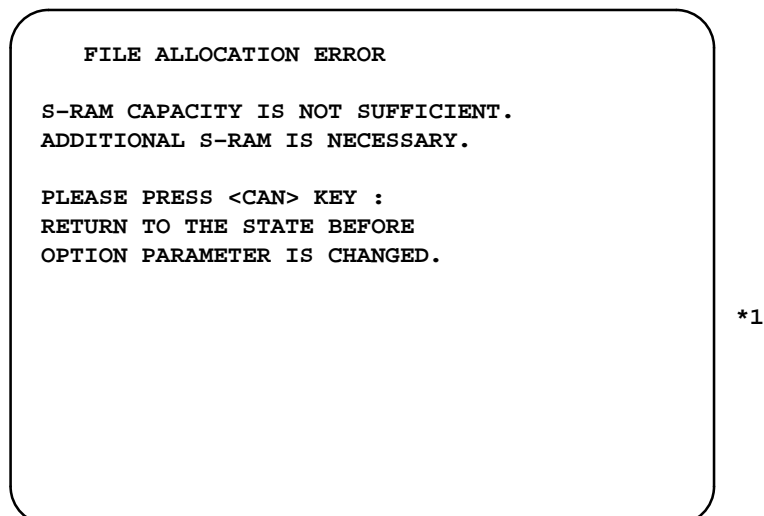 FILE ALLOCATION ERROR
S–RAM CAPACITY IS NOT SUFFICIENT.
ADDITIONAL S–RAM IS NECESSARY.
PLEASE PRESS <CAN> KEY :
RETURN TO THE STATE BEFORE
OPTION PARAMETER IS CHANGED.
*1